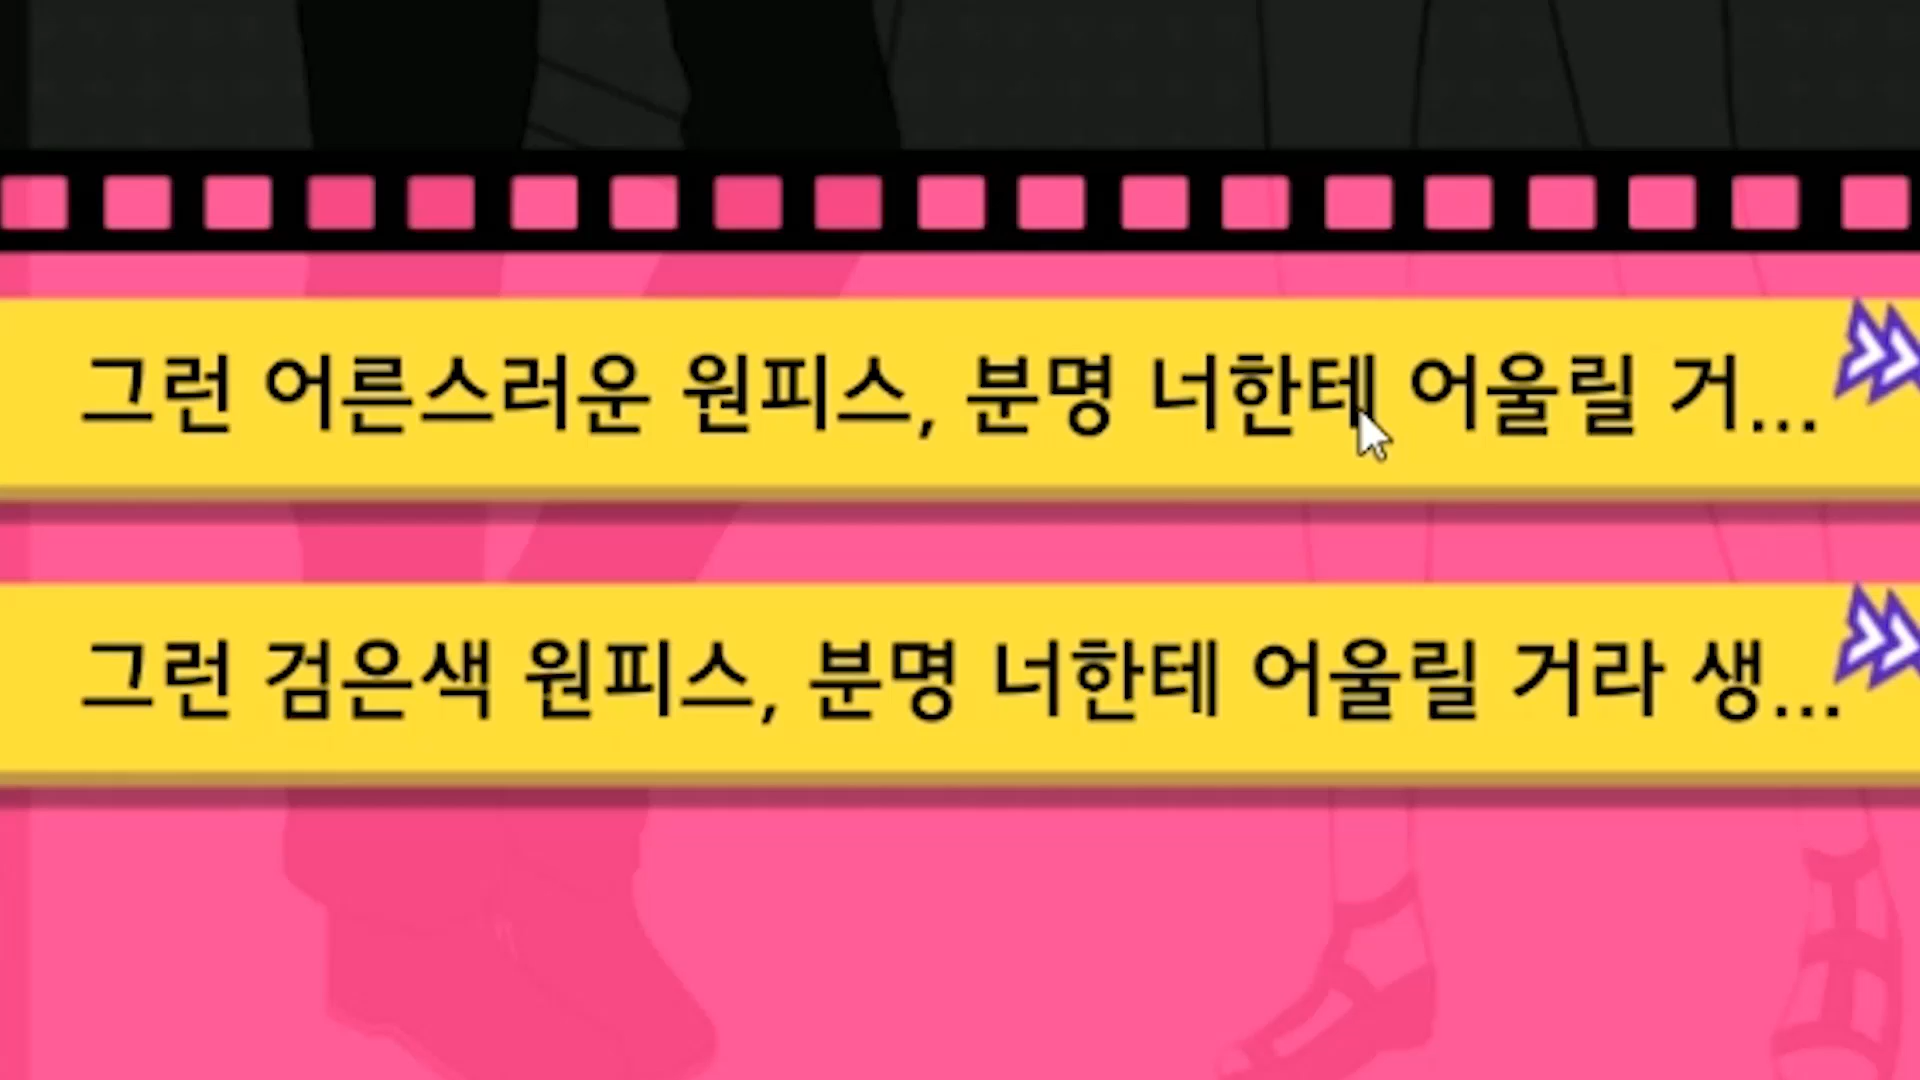 그런 어른스러운 원피스, 분명 너한테 어울릴 거...
그런 검은색 원피스, 분명 너한테 어울릴 거라 생...